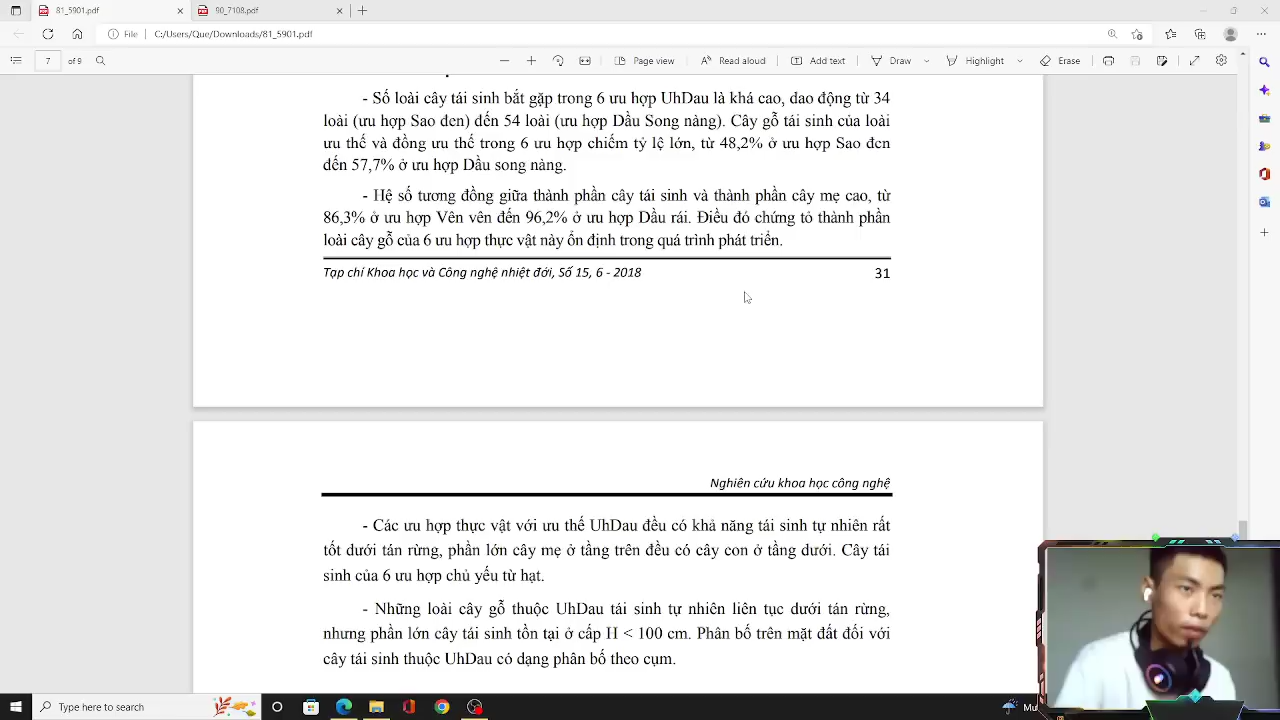 81_5901.pdf
90_7108.pdf
File C:/Users/Que/Downloads/81_5901.pdf
7 of 9 Page view Read aloud Add text Draw Highlight Erase
- Số loài cây tái sinh bắt gặp trong 6 ưu hợp UhDau là khá cao, dao động từ 34
loài (ưu hợp Sao đen) đến 54 loài (ưu hợp Dầu Song nàng). Cây gỗ tái sinh của loài
ưu thế và đồng ưu thế trong 6 ưu hợp chiếm tỷ lệ lớn, từ 48,2% ở ưu hợp Sao đen
đến 57,7% ở ưu hợp Dầu song nàng.
- Hệ số tương đồng giữa thành phần cây tái sinh và thành phần cây mẹ cao, từ
86,3% ở ưu hợp Vên vên đến 96,2% ở ưu hợp Dầu rái. Điều đó chứng tỏ thành phần
loài cây gỗ của 6 ưu hợp thực vật này ổn định trong quá trình phát triển.
Tạp chí Khoa học và Công nghệ nhiệt đới, Số 15, 6 - 2018 31
Nghiên cứu khoa học công nghệ
- Các ưu hợp thực vật với ưu thế UhDau đều có khả năng tái sinh tự nhiên rất
tốt dưới tán rừng, phần lớn cây mẹ ở tầng trên đều có cây con ở tầng dưới. Cây tái
sinh của 6 ưu hợp chủ yếu từ hạt.
- Những loài cây gỗ thuộc UhDau tái sinh tự nhiên liên tục dưới tán rừng,
nhưng phần lớn cây tái sinh tồn tại ở cấp H < 100 cm. Phân bố trên mặt đất đối với
cây tái sinh thuộc UhDau có dạng phân bố theo cụm.
Type here to search